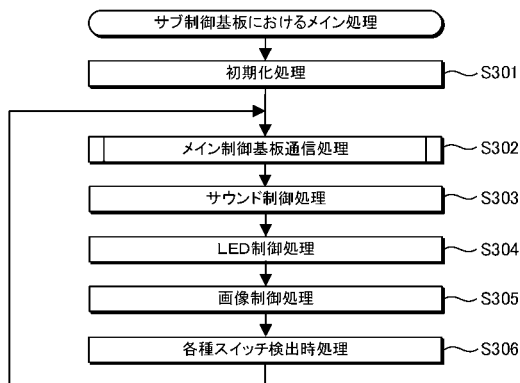 サブ制御基板におけるメイン処理
初期化処理 S301
メイン制御基板通信処理 S302
サウンド制御処理 S303
LED制御処理 S304
画像制御処理 S305
各種スイッチ検出時処理 S306